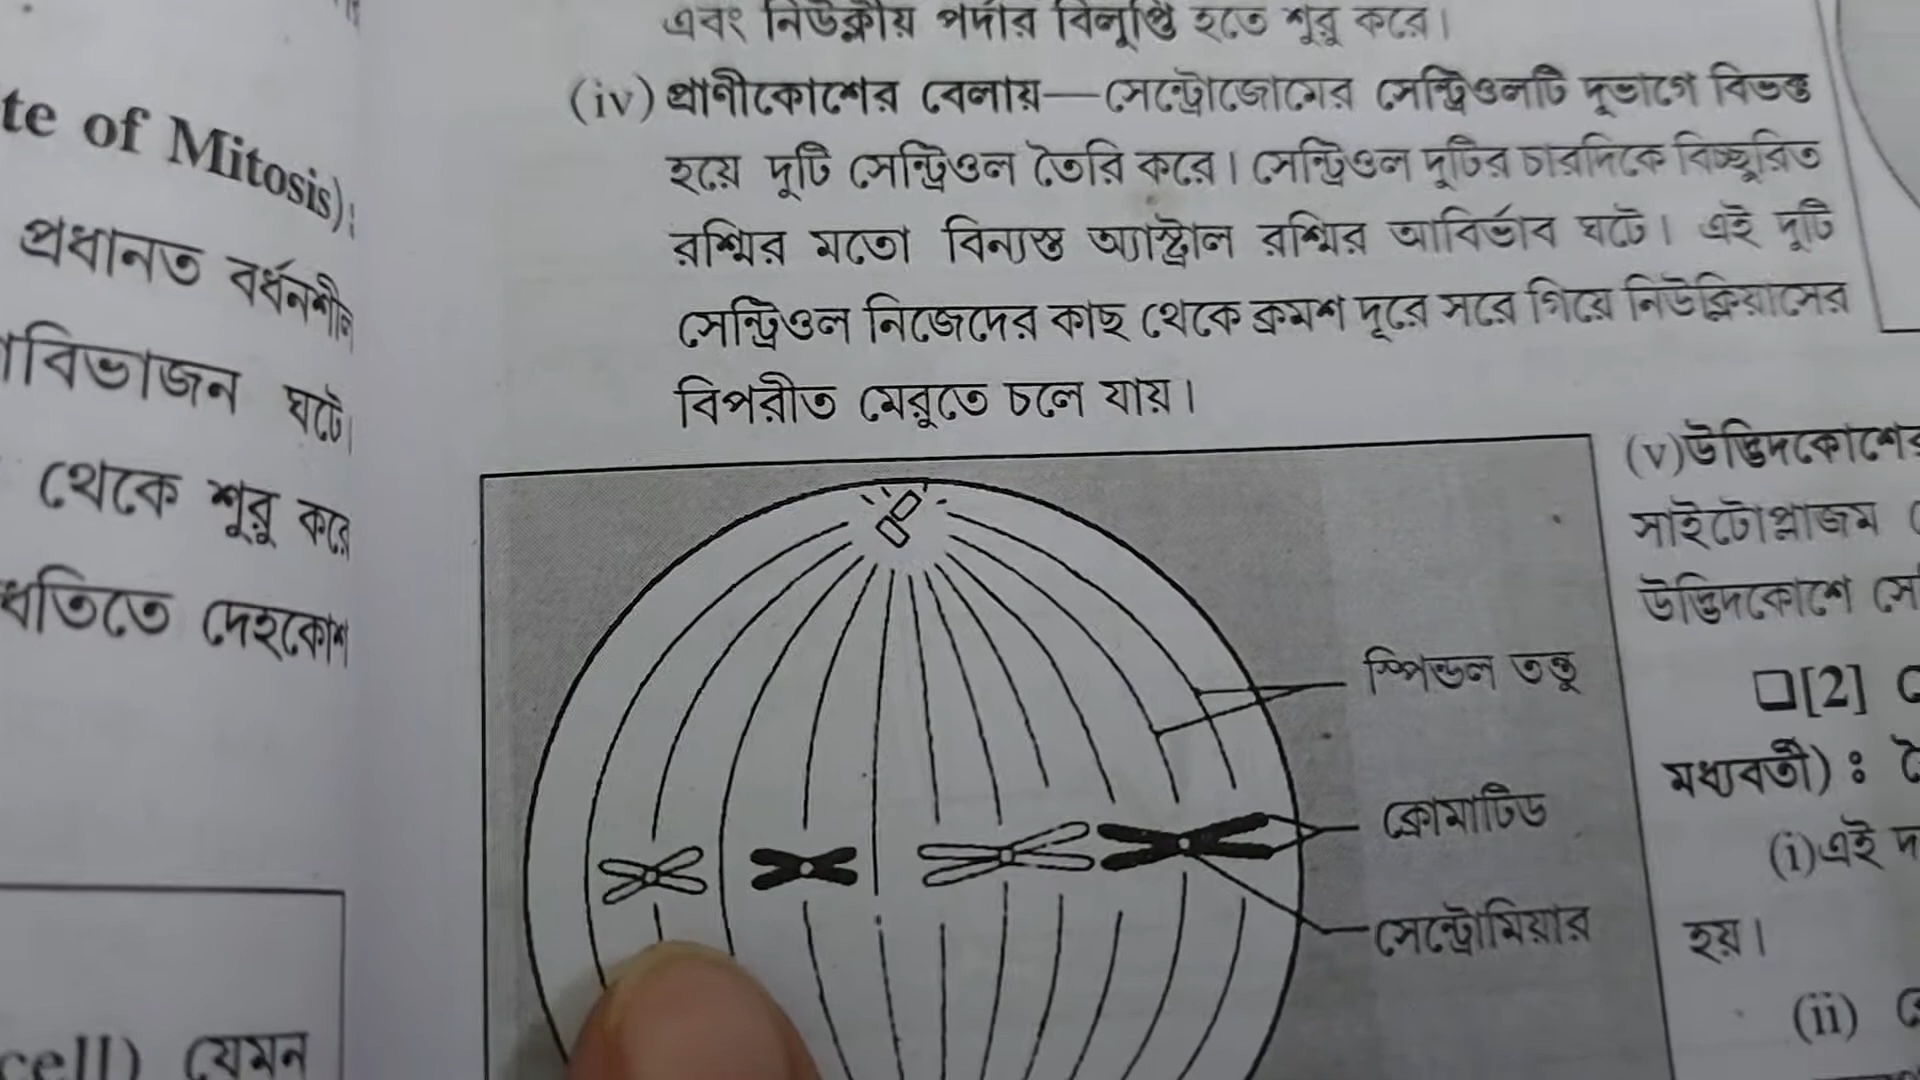 te of Mitosis):
প্রধানত বর্ধনশীল
বিভাজন ঘটে।
থেকে শুরু করে
ধতিতে দেহকোশ
cell) যেমন
এবং নিউক্লীয় পর্দার বিলুপ্তি হতে শুরু করে।
(iv) প্রাণীকোশের বেলায়—সেন্ট্রোজোমের সেন্ট্রিওলটি দুভাগে বিভক্ত
হয়ে দুটি সেন্ট্রিওল তৈরি করে। সেন্ট্রিওল দুটির চারদিকে বিচ্ছুরিত
রশ্মির মতো বিন্যস্ত অ্যাস্ট্রাল রশ্মির আবির্ভাব ঘটে। এই দুটি
সেন্ট্রিওল নিজেদের কাছ থেকে ক্রমশ দূরে সরে গিয়ে নিউক্লিয়াসের
বিপরীত মেরুতে চলে যায়।
স্পিন্ডল তন্তু
ক্রোমাটিড
সেন্ট্রোমিয়ার
(v) উদ্ভিদকোশের
সাইটোপ্লাজম
উদ্ভিদকোশে
[2]
মধ্যবর্তী) :
(i) এই
হয়।
(ii)